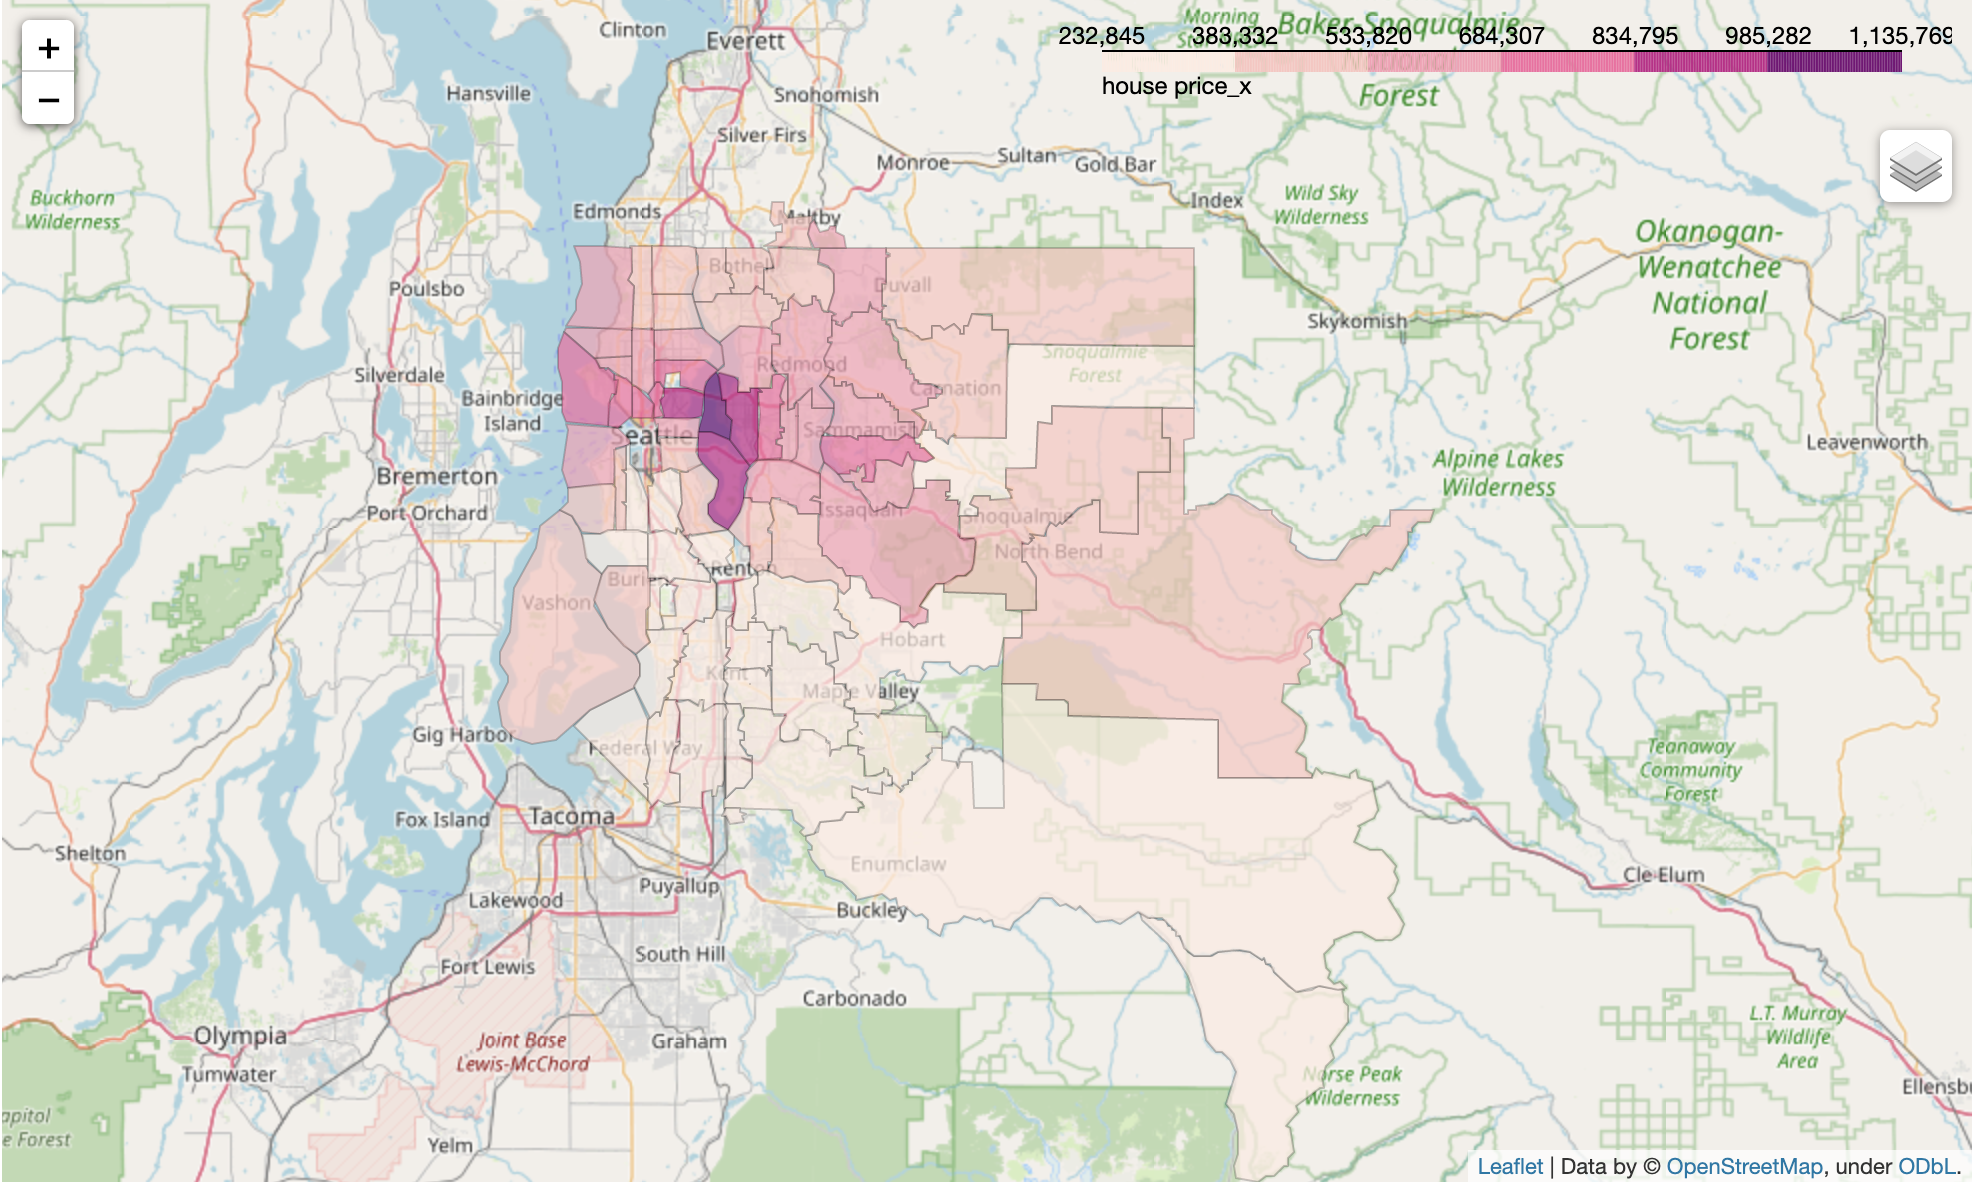 +
−
232,845 383,332 533,820 684,307 834,795 985,282 1,135,769
house price_x
Clinton
Everett
Morning
Baker-Snoqualmie
National
Forest
Hansville
Snohomish
Silver Firs
Monroe
Sultan
Gold Bar
Index
Wild Sky
Wilderness
Buckhorn
Wilderness
Edmonds
Maltby
Okanogan-
Wenatchee
National
Forest
Bothell
Duvall
Poulsbo
Skykomish
Snoqualmie
Forest
Redmond
Silverdale
Carnation
Bainbridge
Island
Seattle
Sammamish
Leavenworth
Alpine Lakes
Wilderness
Bremerton
Port Orchard
Issaquah
Snoqualmie
North Bend
Burien
Renton
Vashon
Hobart
Kent
Maple Valley
Gig Harbor
Federal Way
Teanaway
Community
Forest
Fox Island
Tacoma
Shelton
Enumclaw
Cle Elum
Puyallup
Lakewood
Buckley
South Hill
Fort Lewis
Carbonado
L.T. Murray
Wildlife
Area
Olympia
Joint Base
Lewis-McChord
Graham
Tumwater
Norse Peak
Wilderness
Ellensbu
apitol
e Forest
Yelm
Leaflet | Data by © OpenStreetMap, under ODbL.